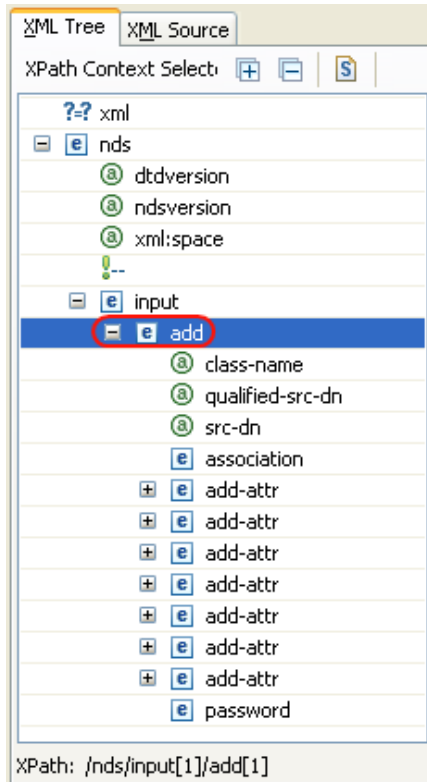 XML Tree XML Source
XPath Context Select
?=? xml
e nds
a dtdversion
a ndsversion
a xml:space
!--
e input
e add
a class-name
a qualified-src-dn
a src-dn
e association
e add-attr
e add-attr
e add-attr
e add-attr
e add-attr
e add-attr
e add-attr
e password
XPath: /nds/input[1]/add[1]